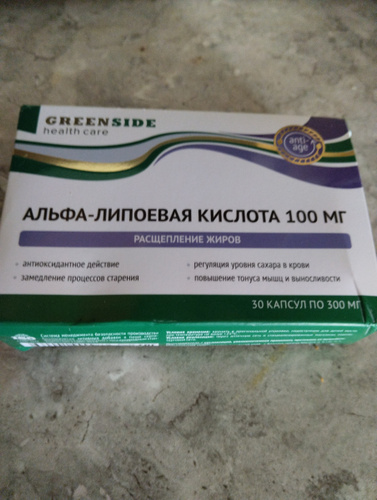 GREENSIDE
health care
anti-
age
АЛЬФА-ЛИПОЕВАЯ КИСЛОТА 100 МГ
РАСЩЕПЛЕНИЕ ЖИРОВ
• антиоксидантное действие
• замедление процессов старения
• регуляция уровня сахара в крови
• повышение тонуса мышц и выносливости
30 КАПСУЛ ПО 300 МГ